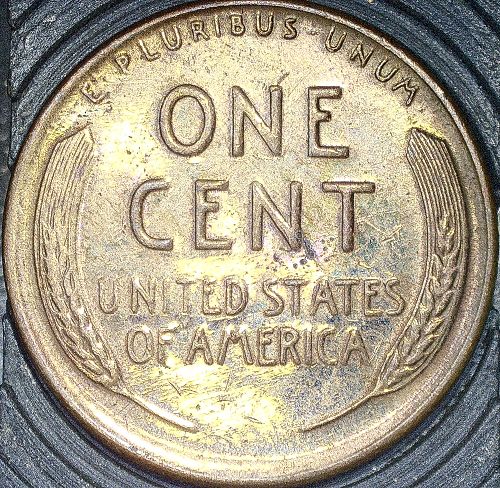 E PLURIBUS UNUM
ONE
CENT
UNITED STATES
OF AMERICA